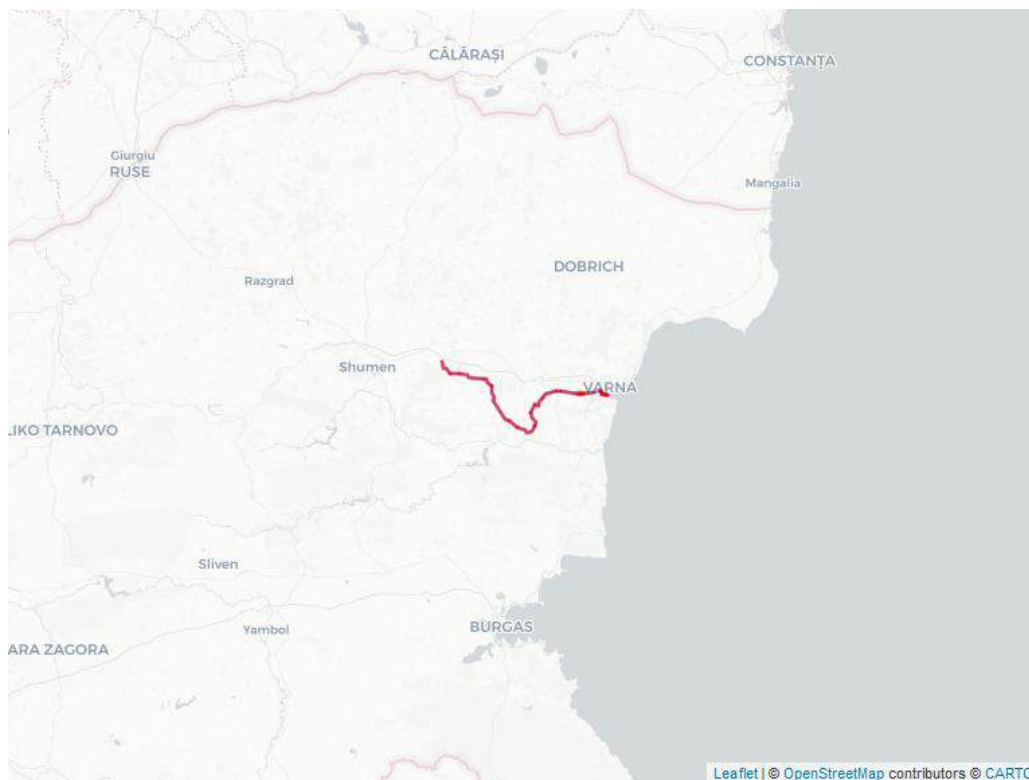 CĂLĂRAȘI
CONSTANȚA
Giurgiu
RUSE
Mangalia
DOBRICH
Razgrad
Shumen
VARNA
LIKO TARNOVO
Sliven
BURGAS
Yambol
ARA ZAGORA
Leaflet | © OpenStreetMap contributors © CARTO